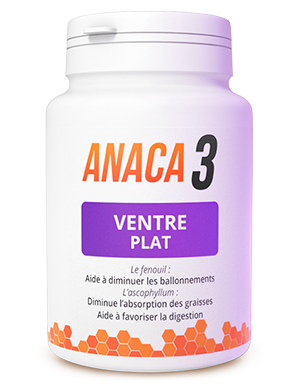 ANACA 3
VENTRE
PLAT
Le fenouil :
Aide à diminuer les ballonnements
L'ascophyllum :
Diminue l'absorption des graisses
Aide à favoriser la digestion